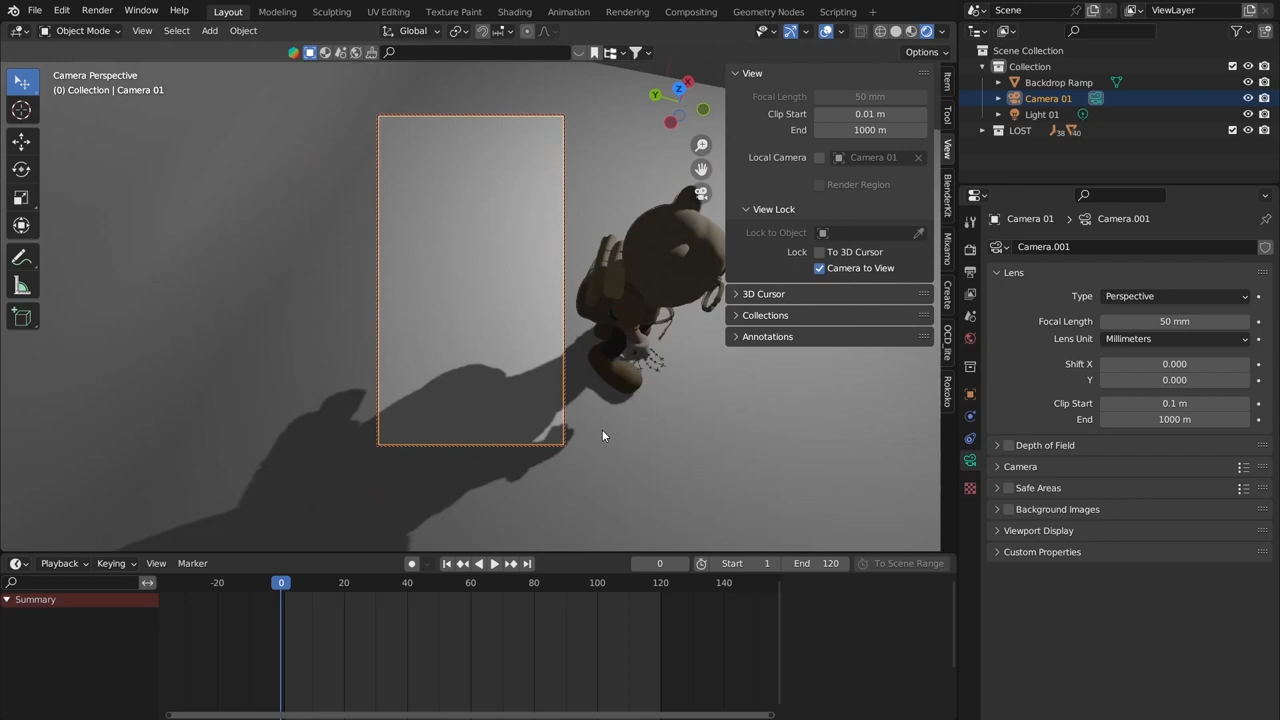 File Edit Render Window Help Layout Modeling Sculpting UV Editing Texture Paint Shading Animation Rendering Compositing Geometry Nodes Scripting + Scene ViewLayer
Object Mode View Select Add Object Global
Options
Camera Perspective
(0) Collection | Camera 01
X
Y
Z
View
Focal Length 50 mm
Clip Start 0.01 m
End 1000 m
Local Camera Camera 01
Render Region
View Lock
Lock to Object
Lock To 3D Cursor
Camera to View
3D Cursor
Collections
Annotations
Item
Tool
View
BlenderKit
Mixamo
Create
OCD_lite
Rokoko
Scene Collection
Collection
Backdrop Ramp
Camera 01
Light 01
LOST 38 40
Camera 01 Camera.001
Camera.001
Lens
Type Perspective
Focal Length 50 mm
Lens Unit Millimeters
Shift X 0.000
Y 0.000
Clip Start 0.1 m
End 1000 m
Depth of Field
Camera
Safe Areas
Background Images
Viewport Display
Custom Properties
Playback Keying View Marker 0 Start 1 End 120 To Scene Range
-20 0 20 40 60 80 100 120 140
Summary